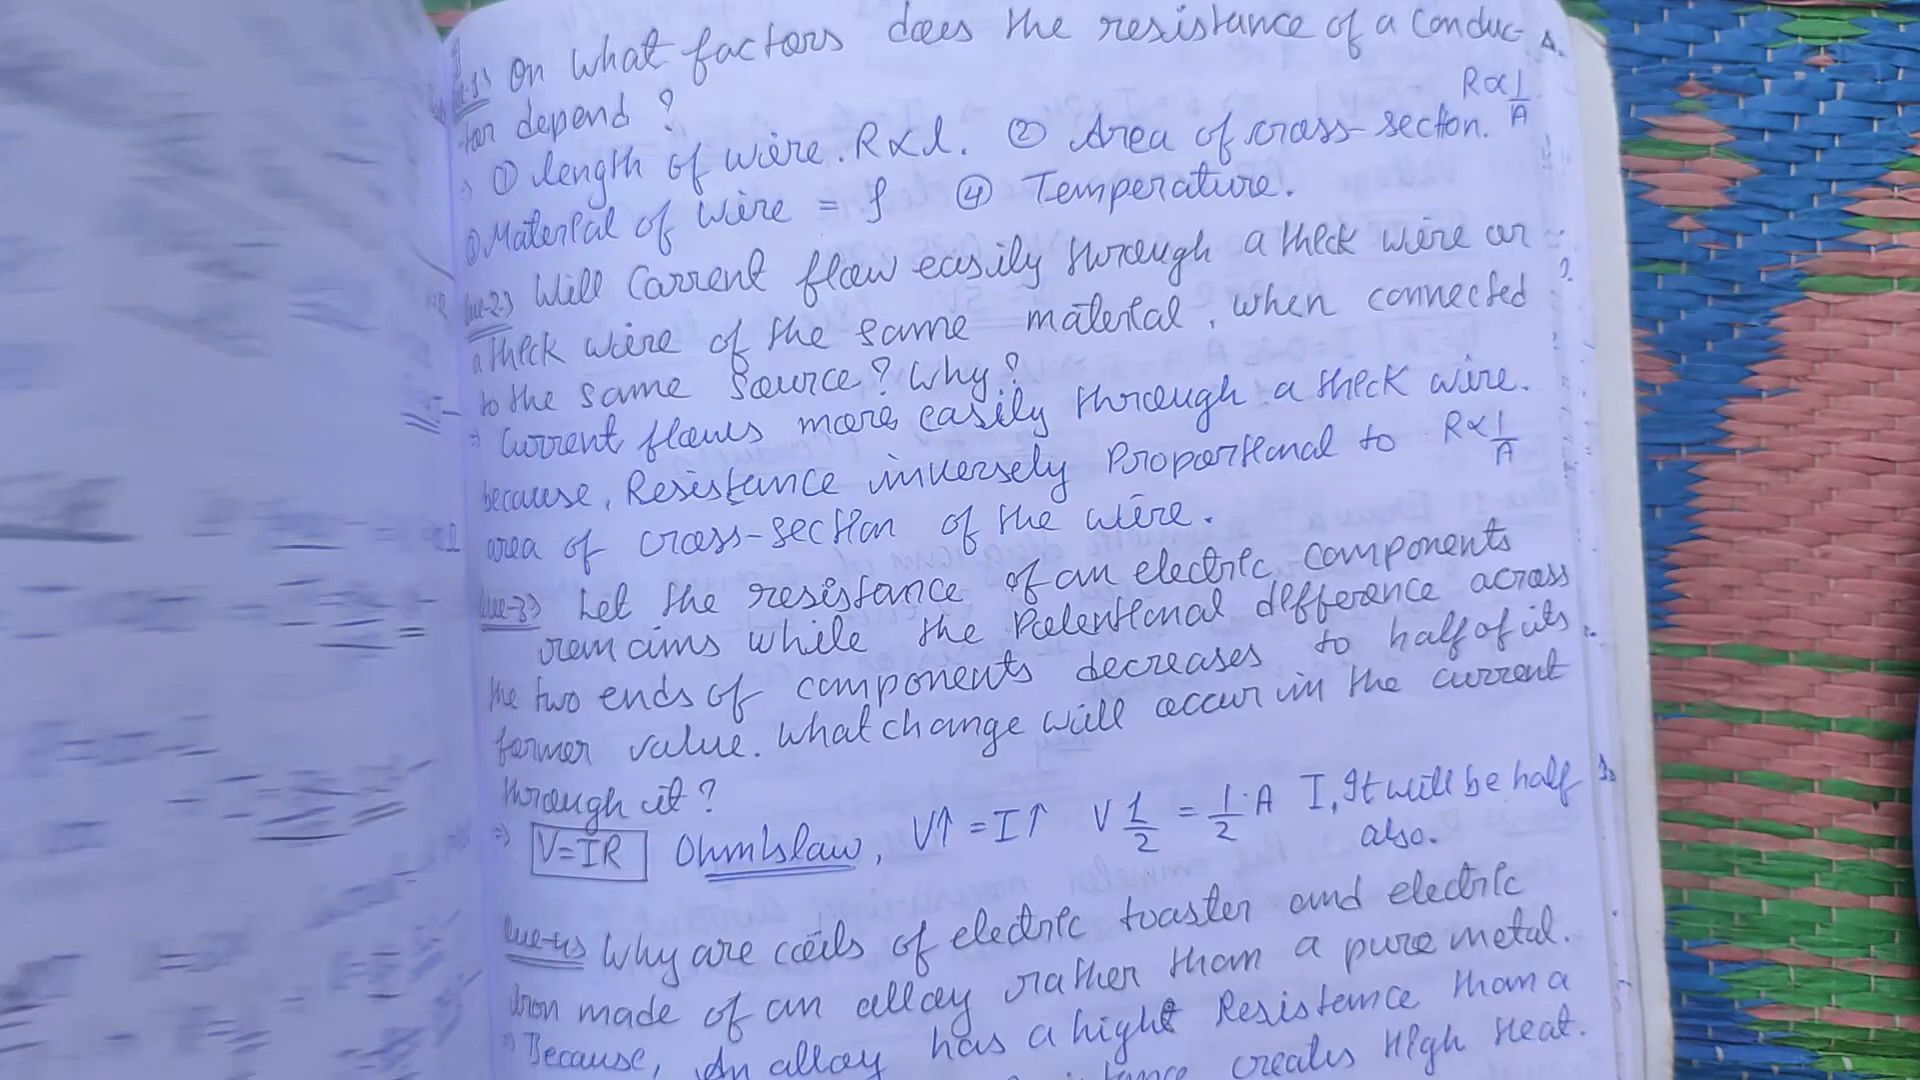 Que-1) On what factors does the resistance of a conduc-
tor depend?
⇒ ① length of wire. R∝l. ② Area of cross-section. R∝1/A
③ Material of wire = ρ ④ Temperature.
Que-2) Will Current flow easily through a thick wire or
a thick wire of the same material, when connected
to the same source? Why?
⇒ Current flows more easily through a thick wire.
because, Resistance inversely Proportional to R∝1/A
area of cross-section of the wire.
Que-3) Let the resistance of an electric components
remains while the Potentional difference across
the two ends of components decreases to half of its
former value. What change will occur in the current
through it?
⇒ V=IR Ohm's law, V↑ = I↑ V 1/2 = 1/2 A I, It will be half
also.
Que-4) Why are coils of electric toaster and electric
iron made of an alloy rather than a pure metal.
⇒ Because, An alloy has a high Resistance than a
creates High Heat.